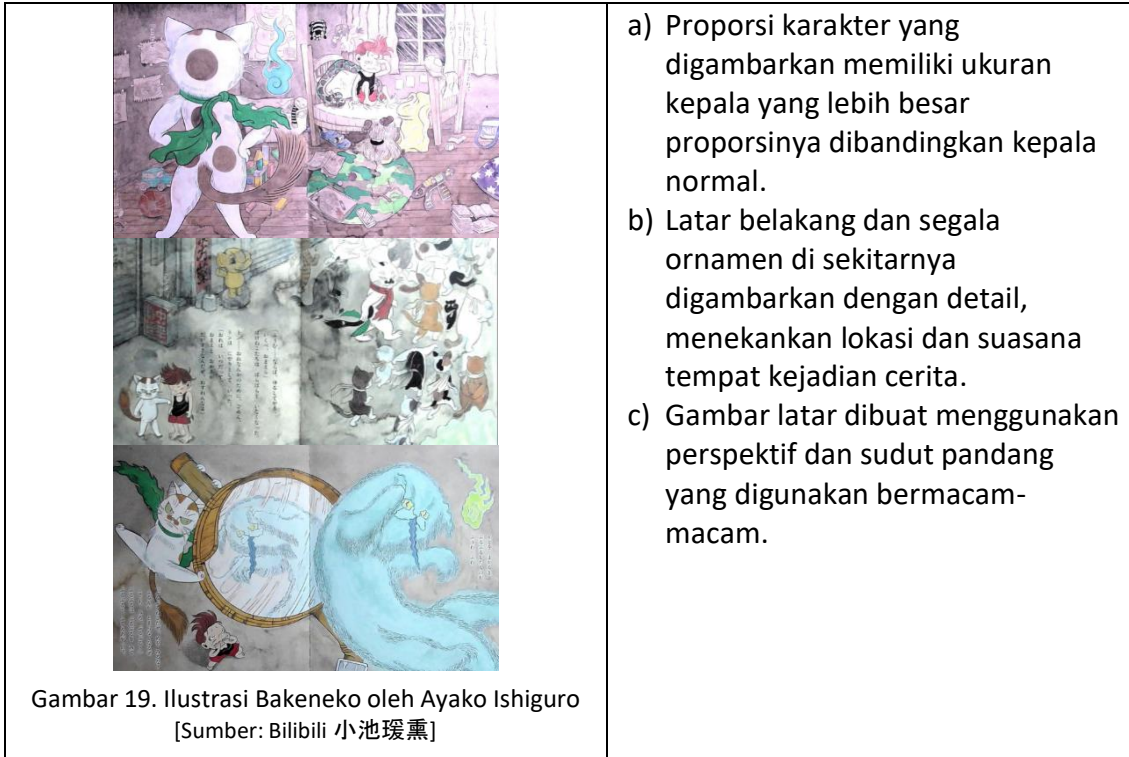 a) Proporsi karakter yang
digambarkan memiliki ukuran
kepala yang lebih besar
proporsinya dibandingkan kepala
normal.
b) Latar belakang dan segala
ornamen di sekitarnya
digambarkan dengan detail,
menekankan lokasi dan suasana
tempat kejadian cerita.
c) Gambar latar dibuat menggunakan
perspektif dan sudut pandang
yang digunakan bermacam-
macam.
Gambar 19. Ilustrasi Bakeneko oleh Ayako Ishiguro
[Sumber: Bilibili 小池瑗熏]